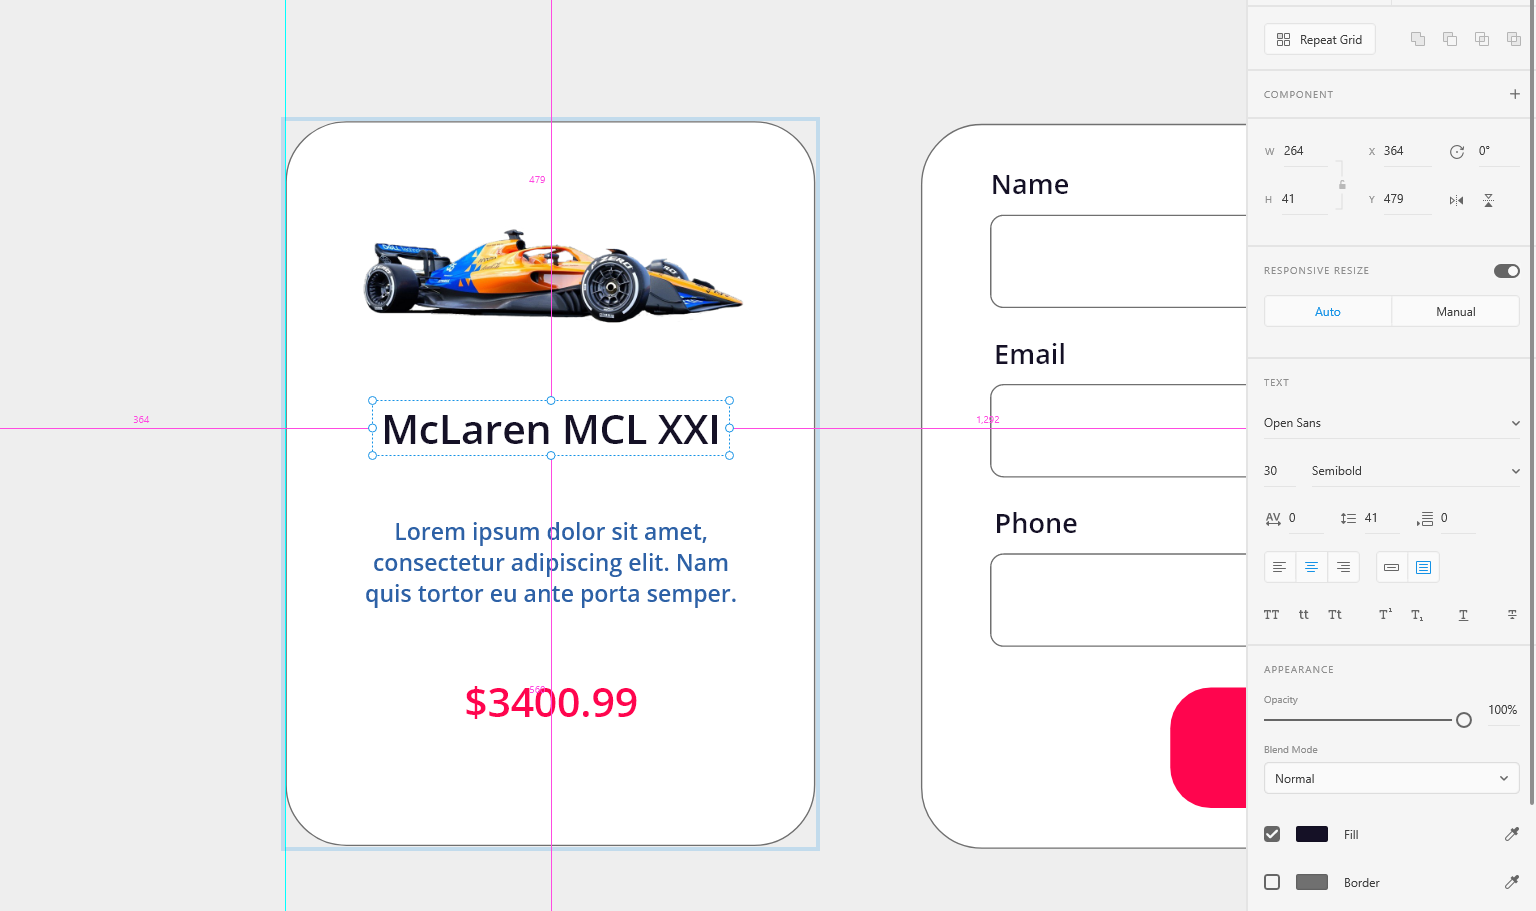 Repeat Grid
COMPONENT
W 264 X 364 0°
H 41 Y 479
RESPONSIVE RESIZE
Auto Manual
TEXT
Open Sans
30 Semibold
AV 0 41 0
TT tt Tt T¹ T₁ T T
APPEARANCE
Opacity
100%
Blend Mode
Normal
Fill
Border
479
364
McLaren MCL XXI
Lorem ipsum dolor sit amet,
consectetur adipiscing elit. Nam
quis tortor eu ante porta semper.
$3400.99
Name
Email
1,292
Phone